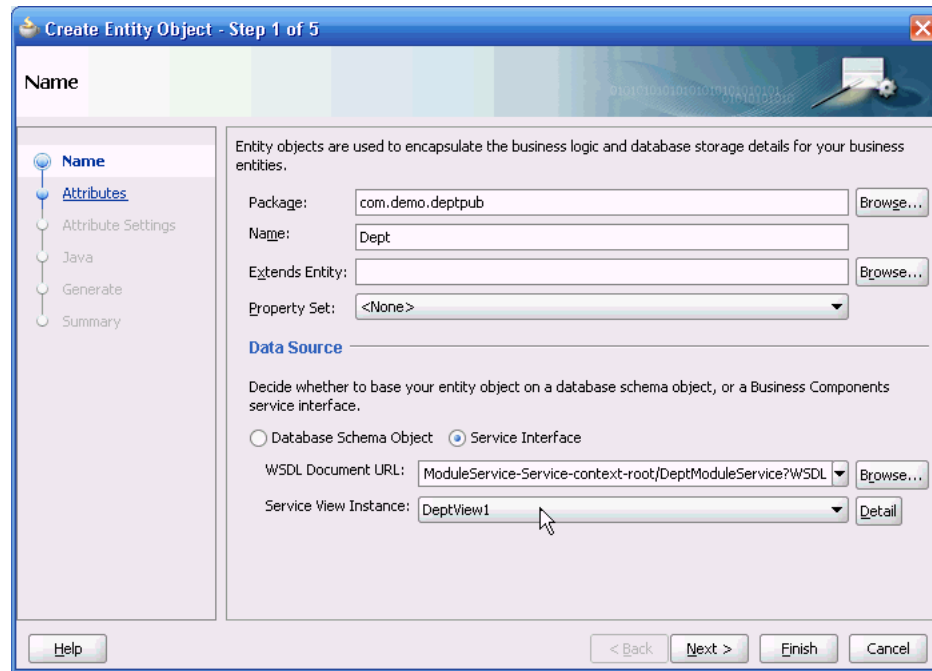 Create Entity Object - Step 1 of 5
Name
Name
Attributes
Attribute Settings
Java
Generate
Summary
Entity objects are used to encapsulate the business logic and database storage details for your business
entities.
Package: com.demo.deptpub Browse...
Name: Dept
Extends Entity: Browse...
Property Set: <None>
Data Source
Decide whether to base your entity object on a database schema object, or a Business Components
service interface.
Database Schema Object Service Interface
WSDL Document URL: ModuleService-Service-context-root/DeptModuleService?WSDL Browse...
Service View Instance: DeptView1 Detail
Help < Back Next > Finish Cancel